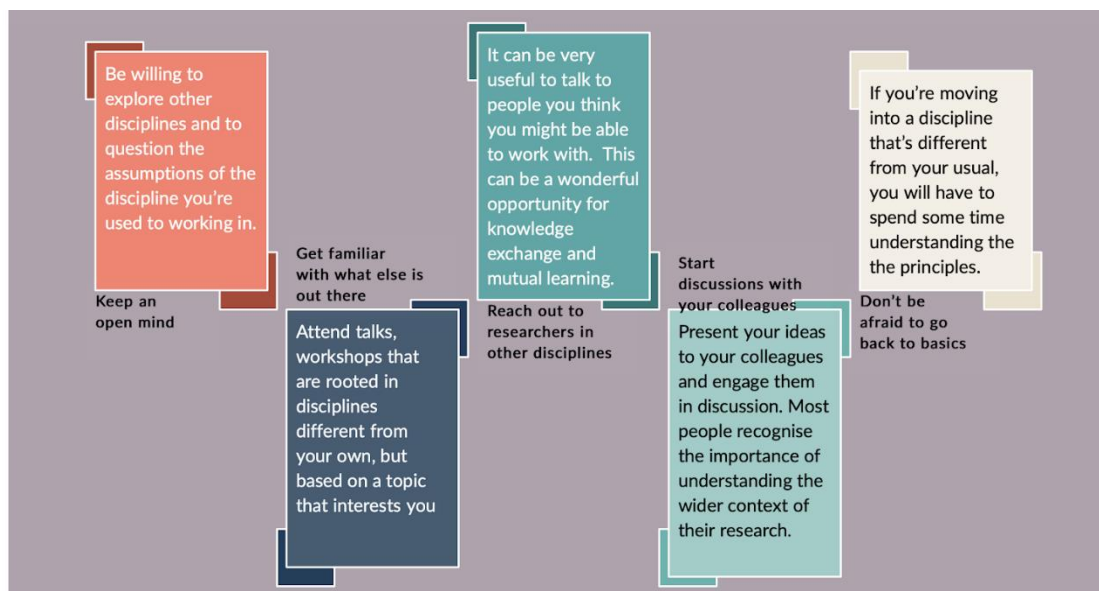 Be willing to
explore other
disciplines and to
question the
assumptions of the
discipline you’re
used to working in.
Keep an
open mind
Get familiar
with what else is
out there
Attend talks,
workshops that
are rooted in
disciplines
different from
your own, but
based on a topic
that interests you
It can be very
useful to talk to
people you think
you might be able
to work with.  This
can be a wonderful
opportunity for
knowledge
exchange and
mutual learning.
Reach out to
researchers in
other disciplines
Start
discussions with
your colleagues
Present your ideas
to your colleagues
and engage them
in discussion. Most
people recognise
the importance of
understanding the
wider context of
their research.
If you’re moving
into a discipline
that’s different
from your usual,
you will have to
spend some time
understanding the
the principles.
Don’t be
afraid to go
back to basics